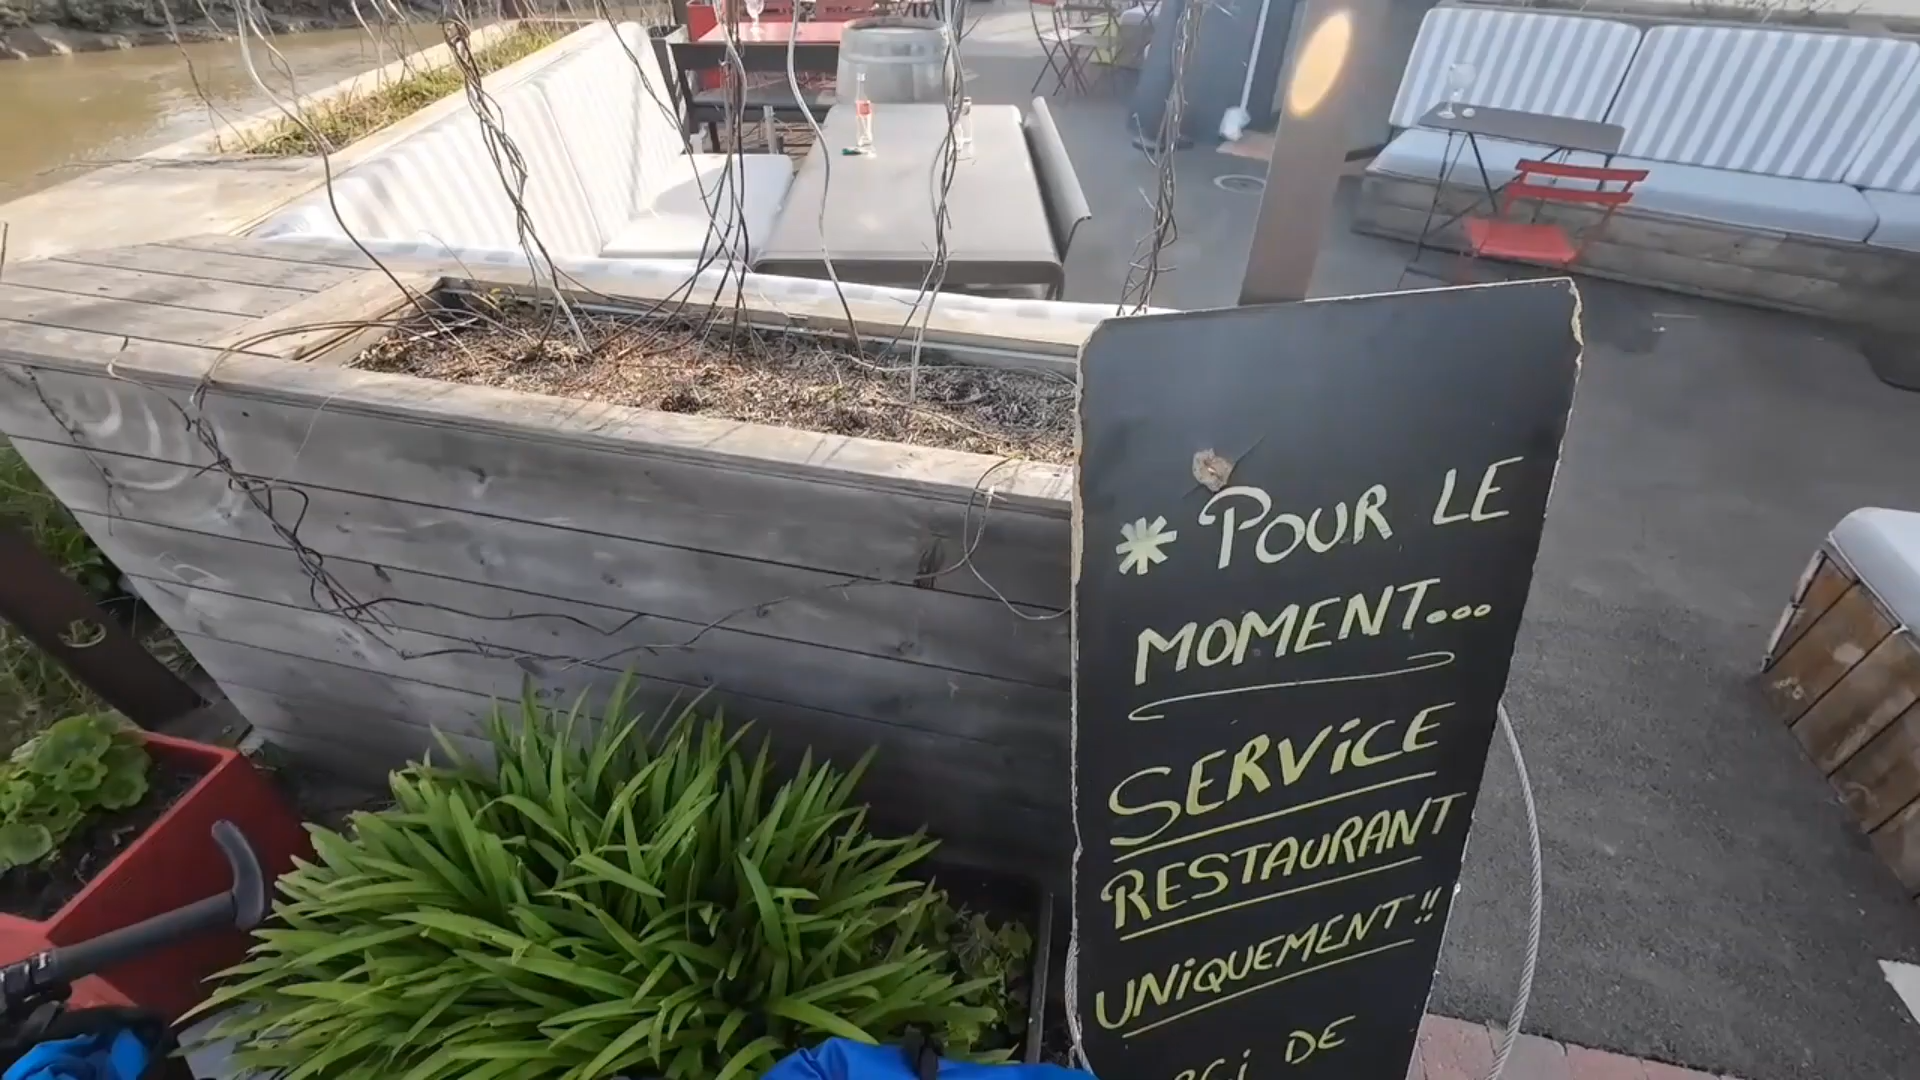 * POUR LE
MOMENT...
SERViCE
RESTAURANT
UNiQUEMENT!!
DE